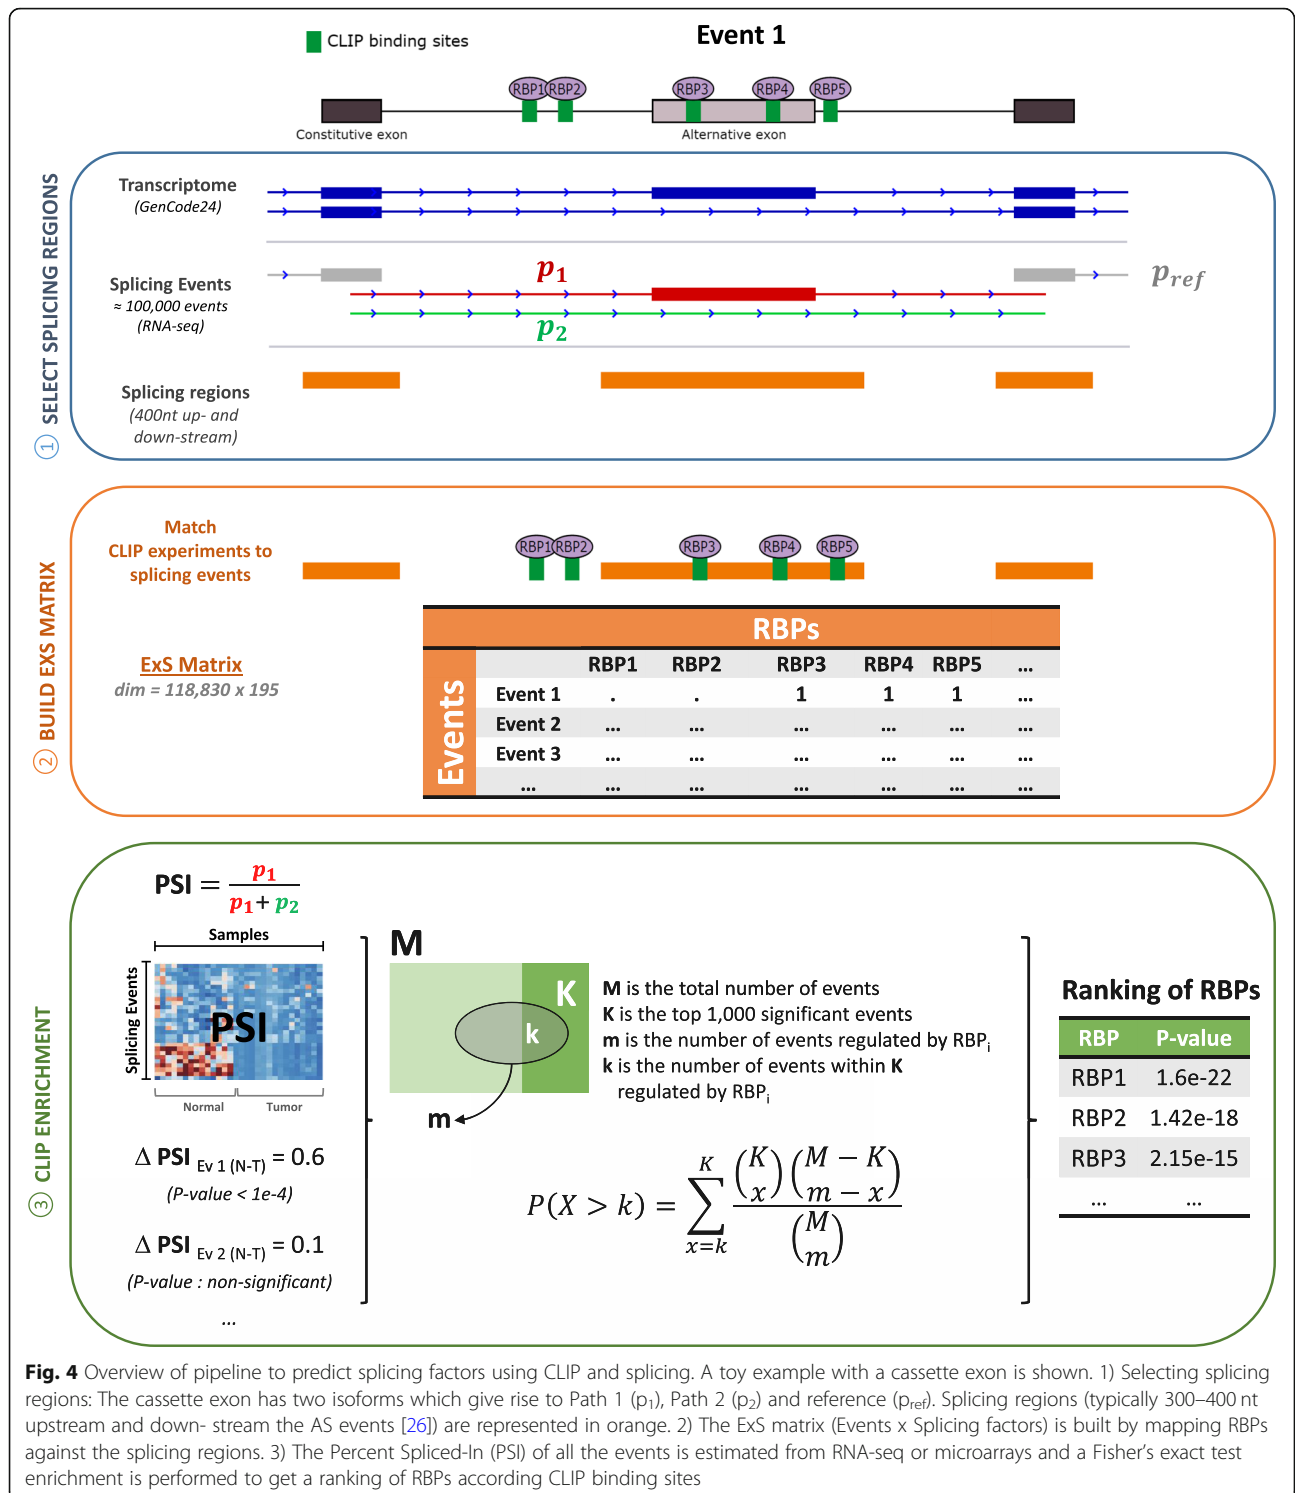 CLIP binding sites
Event 1
RBP1 RBP2 RBP3 RBP4 RBP5
Constitutive exon
Alternative exon
① SELECT SPLICING REGIONS
Transcriptome
(GenCode24)
Splicing Events
≈ 100,000 events
(RNA-seq)
p₁
p₂
p_ref
Splicing regions
(400nt up- and
down-stream)
② BUILD EXS MATRIX
Match
CLIP experiments to
splicing events
RBP1 RBP2 RBP3 RBP4 RBP5
ExS Matrix
dim = 118,830 x 195
RBPs
Events
RBP1 RBP2 RBP3 RBP4 RBP5 ...
Event 1 . . 1 1 1 ...
Event 2 ... ... ... ... ... ...
Event 3 ... ... ... ... ... ...
... ... ... ... ... ... ...
③ CLIP ENRICHMENT
PSI = p₁ / (p₁ + p₂)
Samples
Splicing Events
PSI
Normal Tumor
Δ PSI Ev 1 (N-T) = 0.6
(P-value < 1e-4)
Δ PSI Ev 2 (N-T) = 0.1
(P-value : non-significant)
...
M
K
k
m
M is the total number of events
K is the top 1,000 significant events
m is the number of events regulated by RBPᵢ
k is the number of events within K
regulated by RBPᵢ
P(X > k) = ∑_{x=k}^{K} (K x)(M − K m − x) / (M m)
Ranking of RBPs
RBP P-value
RBP1 1.6e-22
RBP2 1.42e-18
RBP3 2.15e-15
... ...
Fig. 4 Overview of pipeline to predict splicing factors using CLIP and splicing. A toy example with a cassette exon is shown. 1) Selecting splicing
regions: The cassette exon has two isoforms which give rise to Path 1 (p₁), Path 2 (p₂) and reference (p_ref). Splicing regions (typically 300–400 nt
upstream and down- stream the AS events [26]) are represented in orange. 2) The ExS matrix (Events x Splicing factors) is built by mapping RBPs
against the splicing regions. 3) The Percent Spliced-In (PSI) of all the events is estimated from RNA-seq or microarrays and a Fisher's exact test
enrichment is performed to get a ranking of RBPs according CLIP binding sites